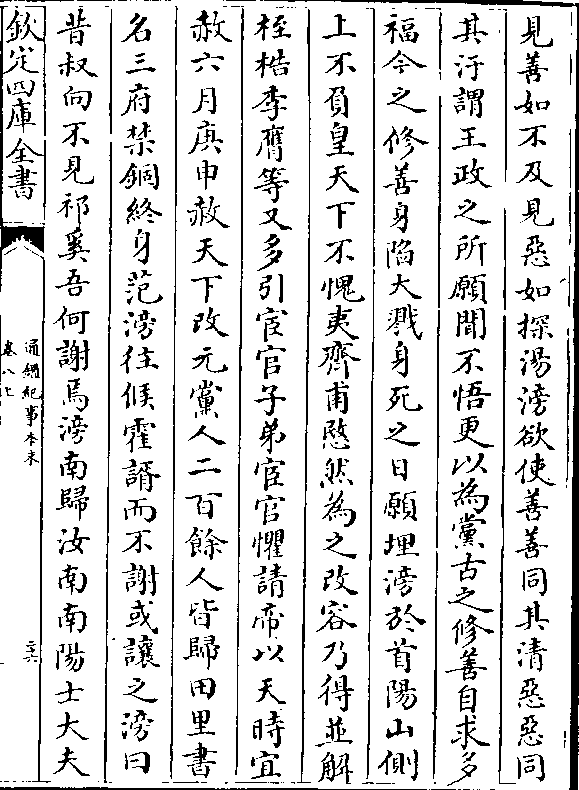 見善如不及見惡如探湯滂欲使善善同其清惡惡同
其汙謂王政之所願聞不悟更以為黨古之修善自求多
福今之修善身陷大戮身死之日願埋滂於首陽山側
上不負皇天下不愧夷齊甫愍然為之改容乃得並解
桎梏李膺等又多引宦官子弟宦官懼請帝以天時宜
赦六月庚申赦天下改元黨人二百餘人皆歸田里書
名三府禁錮終身范滂往候霍諝而不謝或讓之滂曰
昔叔向不見祁奚吾何謝焉滂南歸汝南南陽士大夫
欽定四庫全書
通鑑紀事本末
卷八上
二六